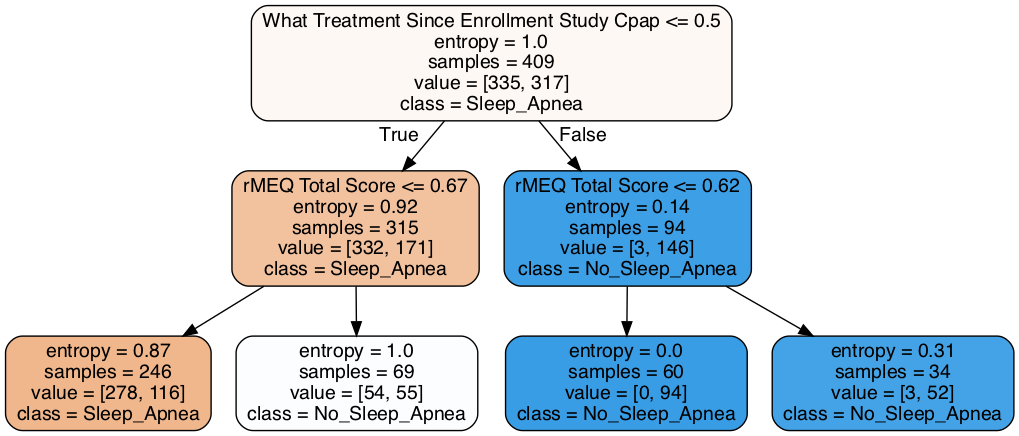 What Treatment Since Enrollment Study Cpap <= 0.5
entropy = 1.0
samples = 409
value = [335, 317]
class = Sleep_Apnea
True
False
rMEQ Total Score <= 0.67
entropy = 0.92
samples = 315
value = [332, 171]
class = Sleep_Apnea
rMEQ Total Score <= 0.62
entropy = 0.14
samples = 94
value = [3, 146]
class = No_Sleep_Apnea
entropy = 0.87
samples = 246
value = [278, 116]
class = Sleep_Apnea
entropy = 1.0
samples = 69
value = [54, 55]
class = No_Sleep_Apnea
entropy = 0.0
samples = 60
value = [0, 94]
class = No_Sleep_Apnea
entropy = 0.31
samples = 34
value = [3, 52]
class = No_Sleep_Apnea